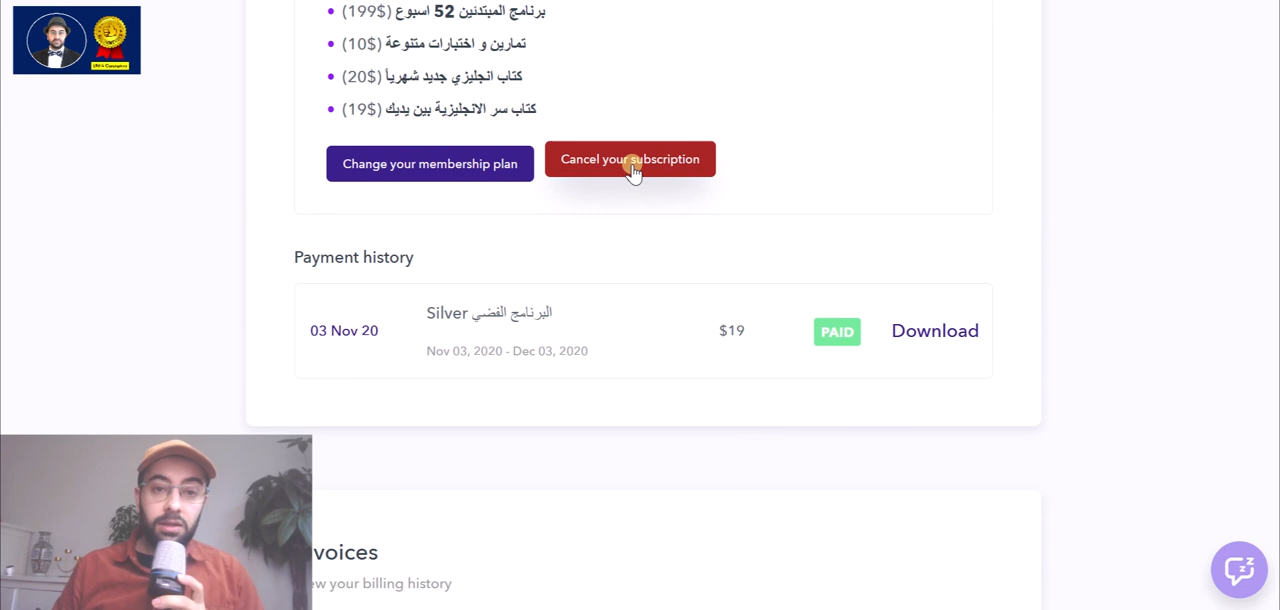 برنامج المبتدئين 52 اسبوع (199$)
تمارين و اختبارات متنوعة (10$)
كتاب انجليزي جديد شهرياً (20$)
كتاب سر الانجليزية بين يديك (19$)
Change your membership plan
Cancel your subscription
Payment history
03 Nov 20
Silver البرنامج الفضي
Nov 03, 2020 - Dec 03, 2020
$19
PAID
Download
nvoices
ew your billing history